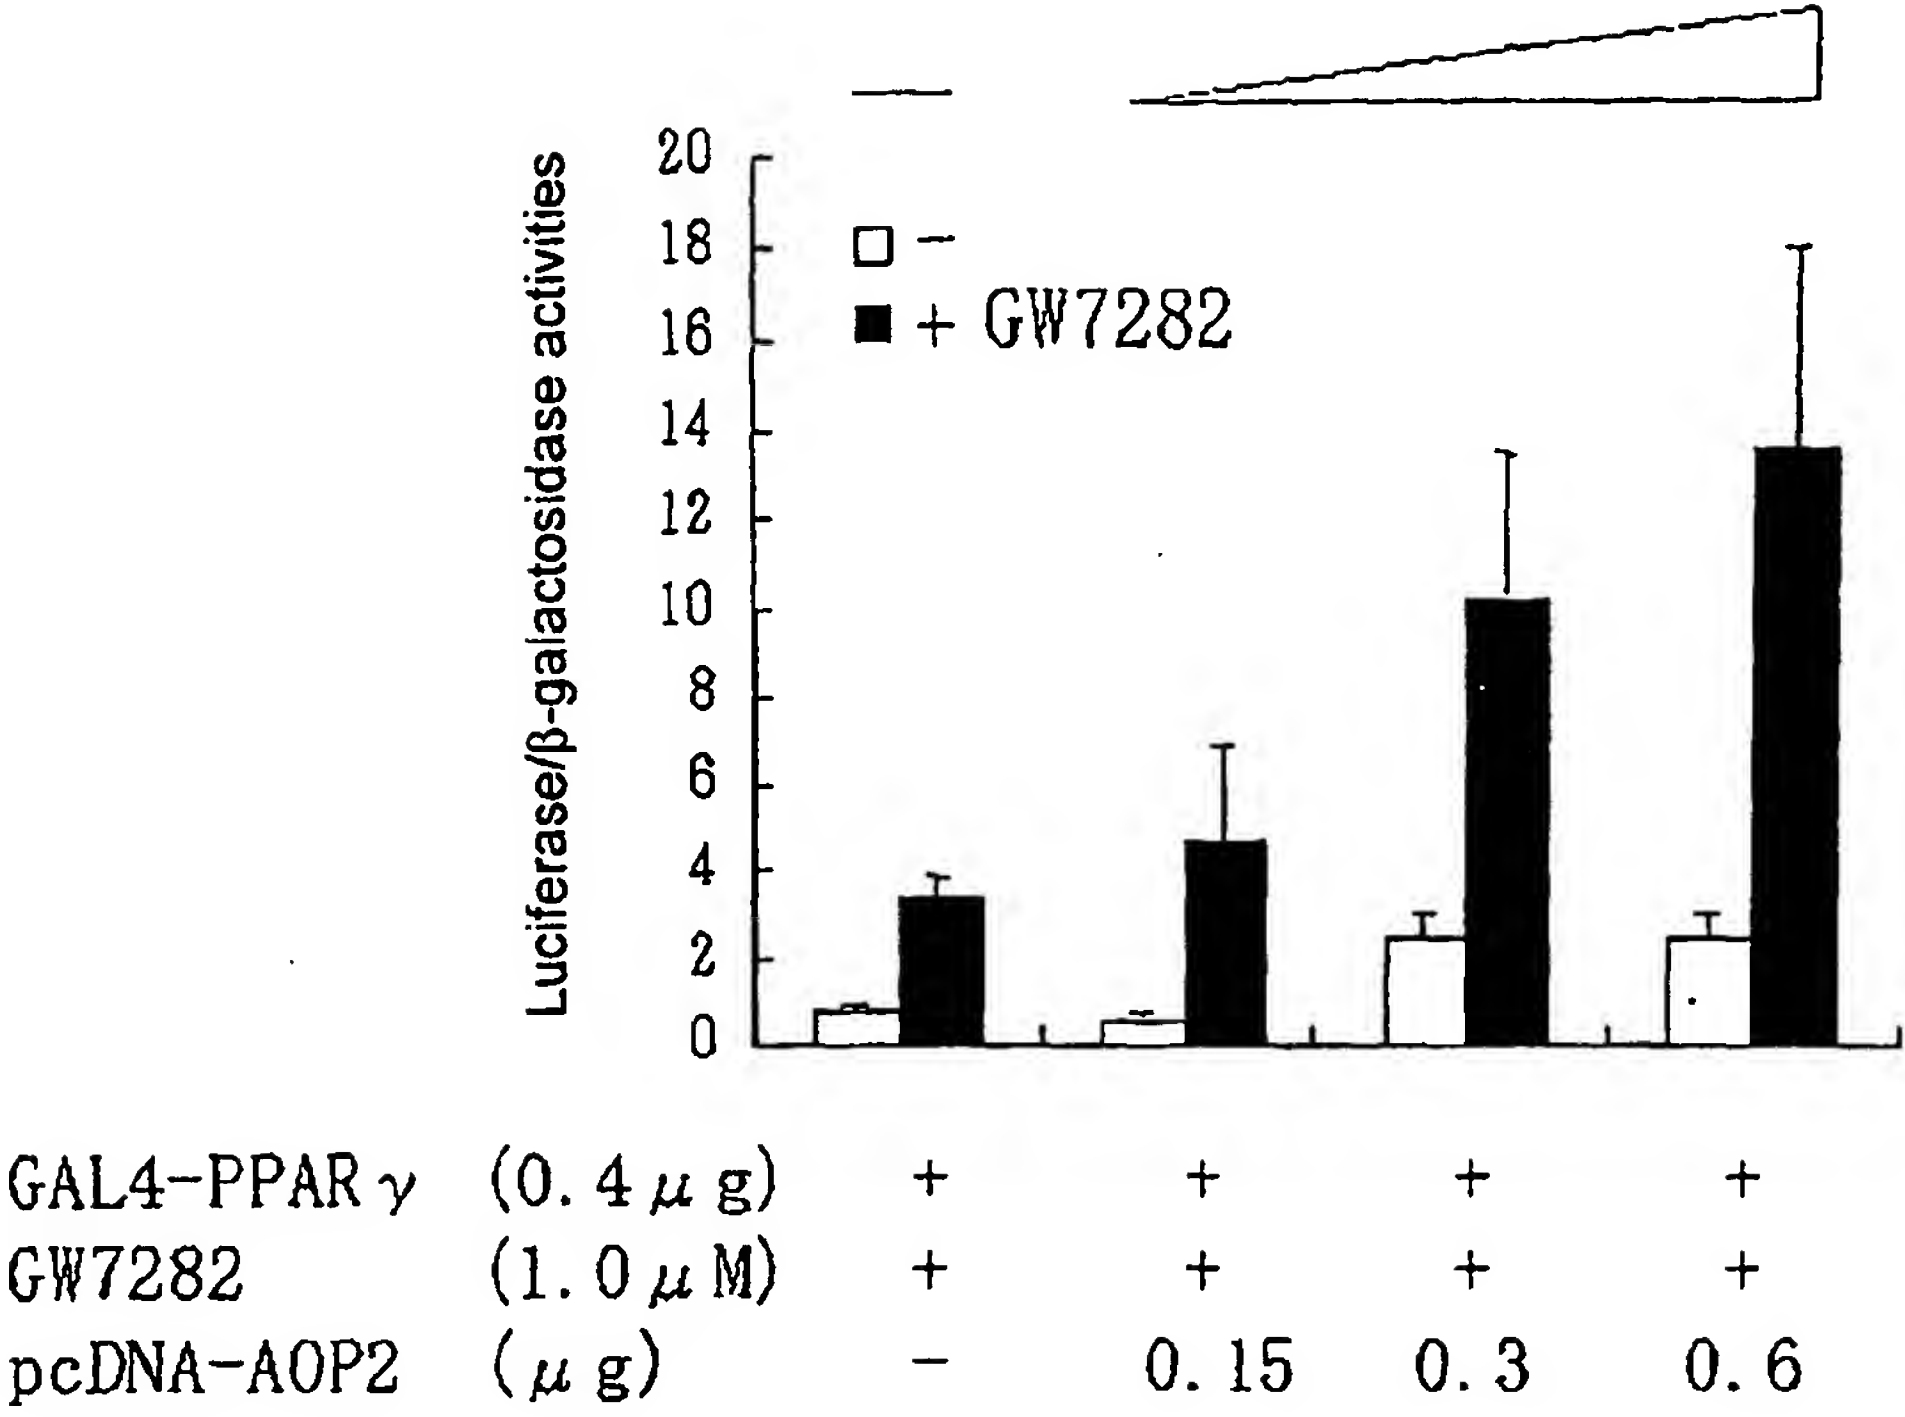 Luciferase/β-galactosidase activities
20
18
16
14
12
10
8
6
4
2
0
−
+ GW7282
GAL4-PPARγ (0.4μg) + + + +
GW7282 (1.0μM) + + + +
pcDNA-AOP2 (μg) − 0.15 0.3 0.6